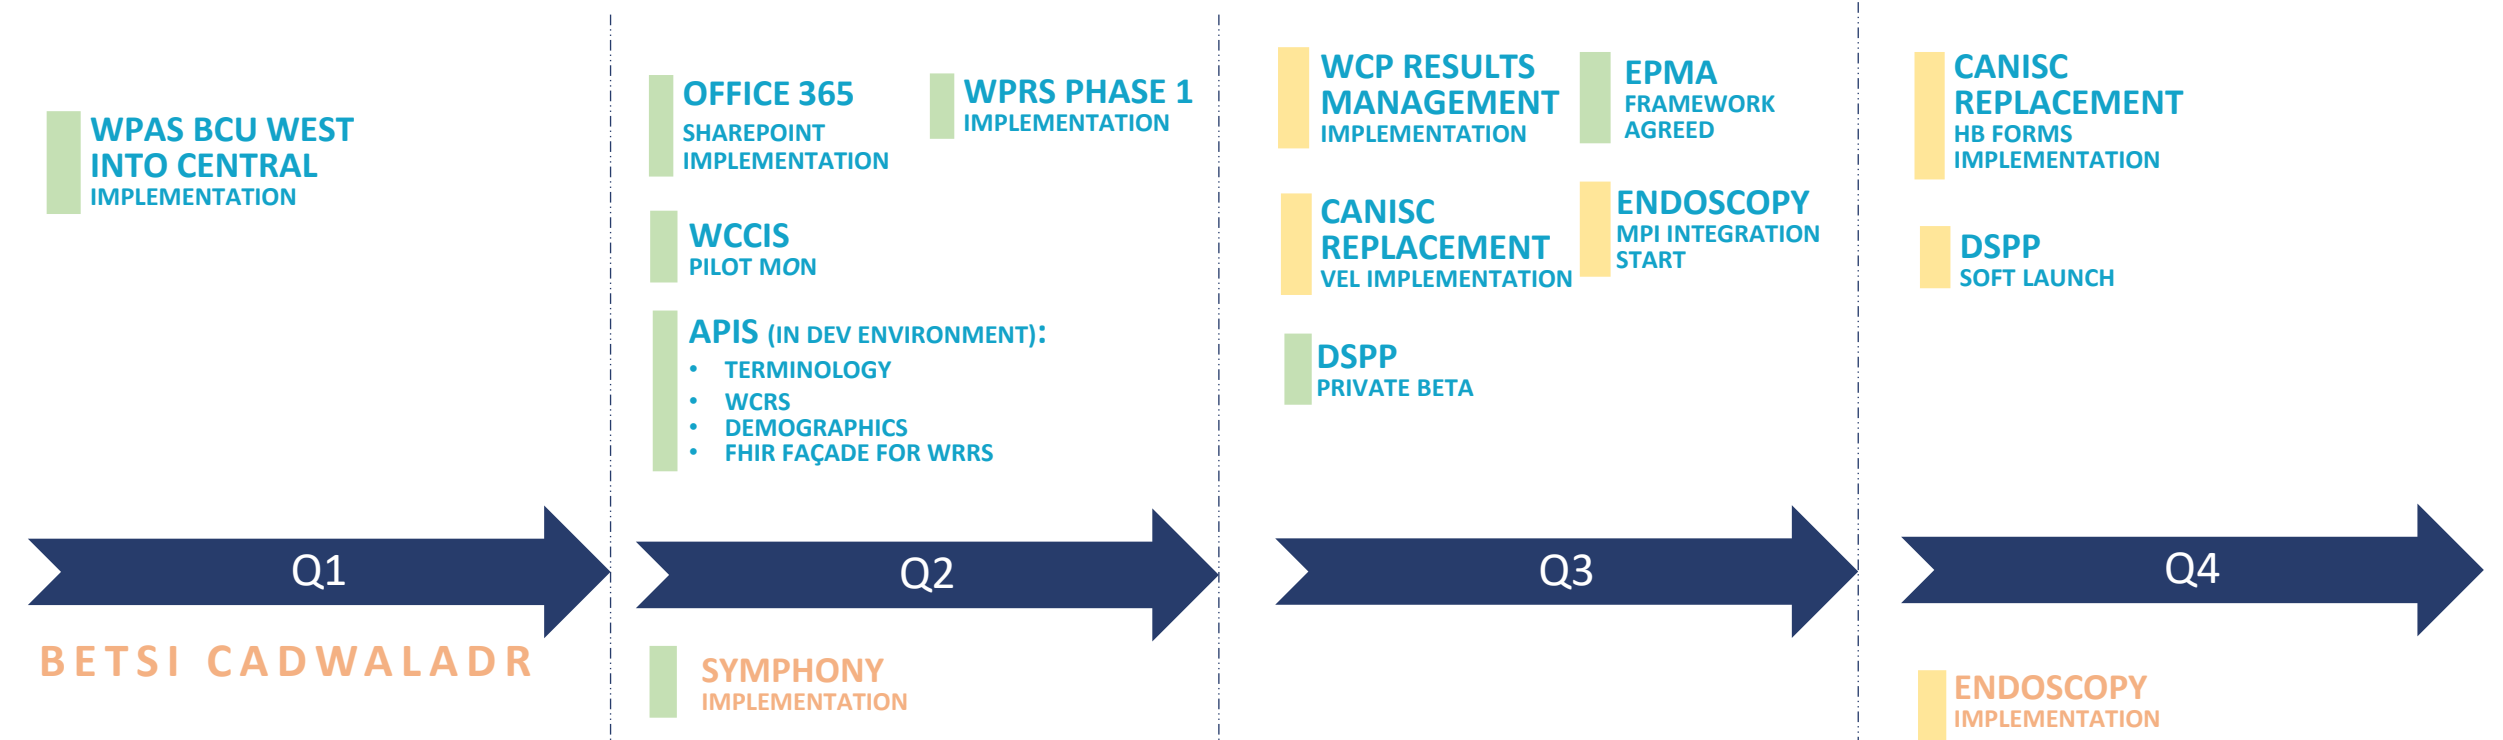 WPAS BCU WEST
INTO CENTRAL
IMPLEMENTATION
OFFICE 365
SHAREPOINT
IMPLEMENTATION
WPRS PHASE 1
IMPLEMENTATION
WCCIS
PILOT MON
APIS (IN DEV ENVIRONMENT):
• TERMINOLOGY
• WCRS
• DEMOGRAPHICS
• FHIR FAÇADE FOR WRRS
WCP RESULTS
MANAGEMENT
IMPLEMENTATION
EPMA
FRAMEWORK
AGREED
CANISC
REPLACEMENT
VEL IMPLEMENTATION
ENDOSCOPY
MPI INTEGRATION
START
DSPP
PRIVATE BETA
CANISC
REPLACEMENT
HB FORMS
IMPLEMENTATION
DSPP
SOFT LAUNCH
Q1
Q2
Q3
Q4
BETSI CADWALADR
SYMPHONY
IMPLEMENTATION
ENDOSCOPY
IMPLEMENTATION